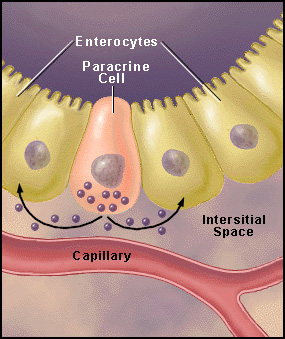 Enterocytes
Paracrine
Cell
Intersitial
Space
Capillary